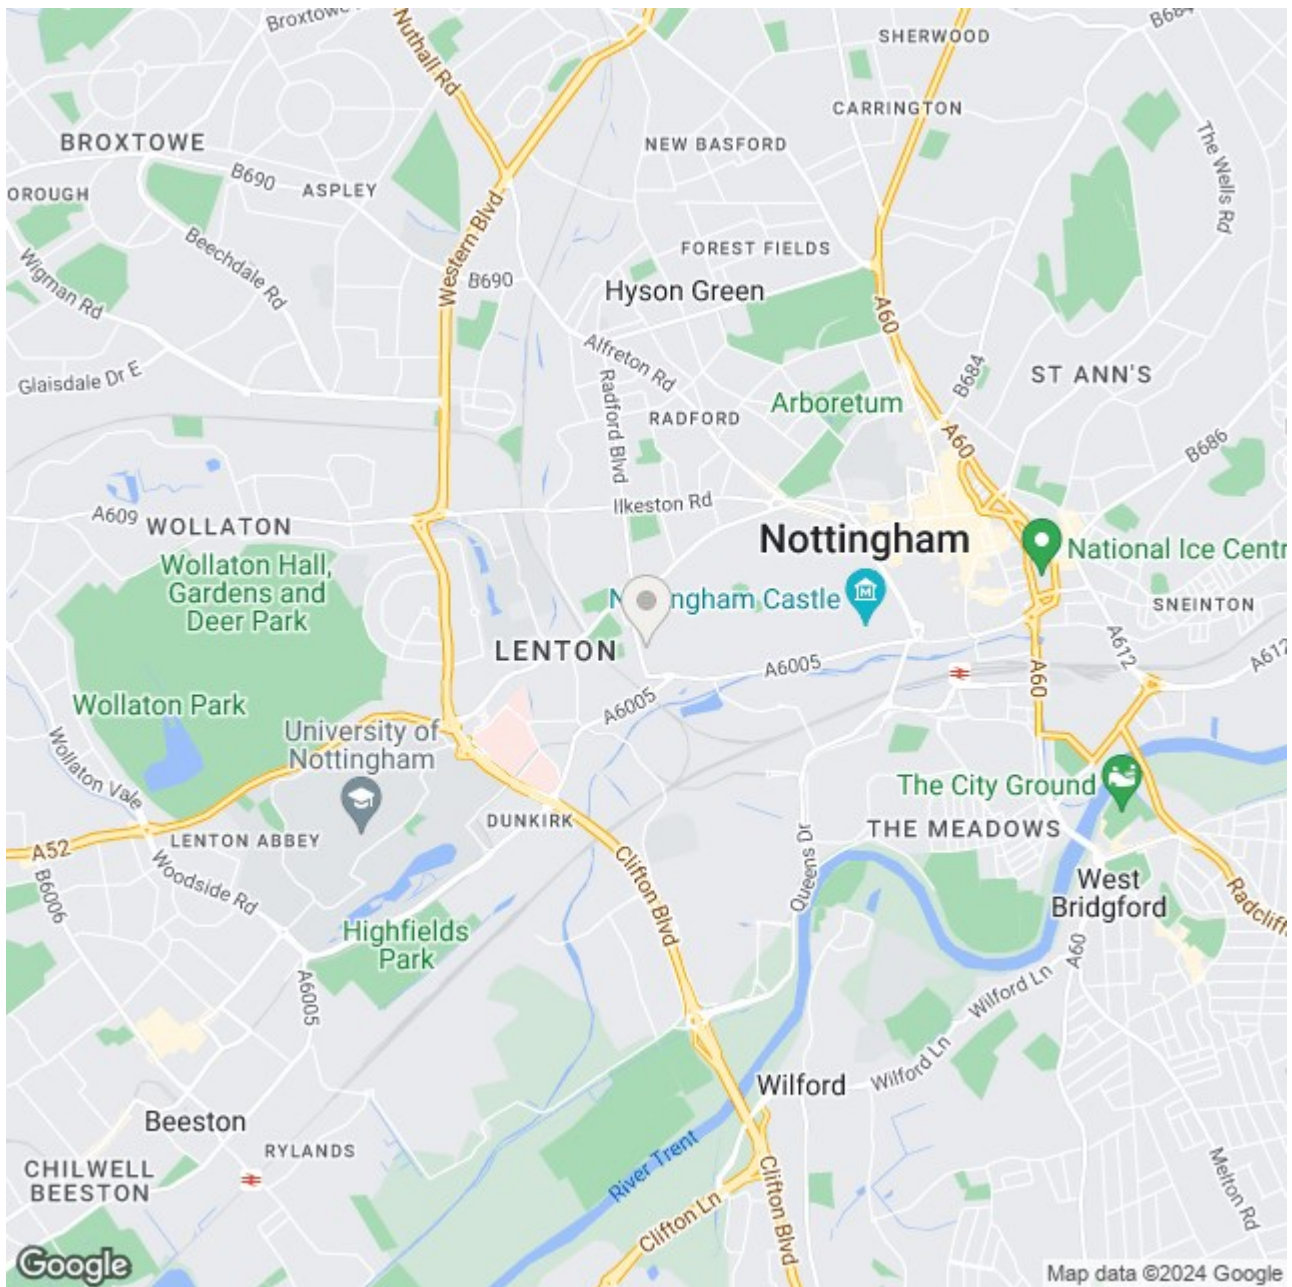 Broxtowe
Nuthall Rd
SHERWOOD
B684
CARRINGTON
BROXTOWE
NEW BASFORD
The Wells Rd
B690
ASPLEY
OROUGH
Western Blvd
Beechdale Rd
FOREST FIELDS
Wigman Rd
B690
Hyson Green
A60
Alfreton Rd
Glaisdale Dr E
B684
ST ANN'S
Radford Blvd
RADFORD
Arboretum
A60
B686
Ilkeston Rd
A609
WOLLATON
Nottingham
National Ice Centr
Wollaton Hall,
Gardens and
Deer Park
N
ngham Castle
SNEINTON
LENTON
A6005
A612
A612
A60
Wollaton Park
A6005
University of
Nottingham
Wollaton Vale
The City Ground
DUNKIRK
THE MEADOWS
LENTON ABBEY
A52
Queens Dr
Clifton Blvd
B6006
Woodside Rd
West
Bridgford
Radcliff
Highfields
Park
A60
A6005
Wilford Ln
Wilford Ln
Wilford
Beeston
RYLANDS
River Trent
CHILWELL
BEESTON
Melton Rd
Clifton Ln
Clifton Blvd
Google
Map data ©2024 Google